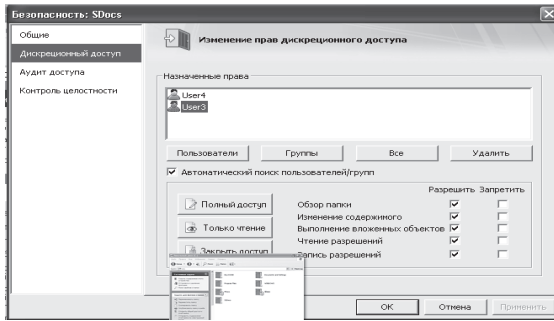 Безопасность: SDocs
Общие
Дискреционный доступ
Аудит доступа
Контроль целостности
Изменение прав дискреционного доступа
Назначенные права
User4
User3
Пользователи Группы Все Удалить
Автоматический поиск пользователей/групп
Разрешить Запретить
Полный доступ
Только чтение
Закрыть доступ
Обзор папки
Изменение содержимого
Выполнение вложенных объектов
Чтение разрешений
Запись разрешений
ОК Отмена Применить